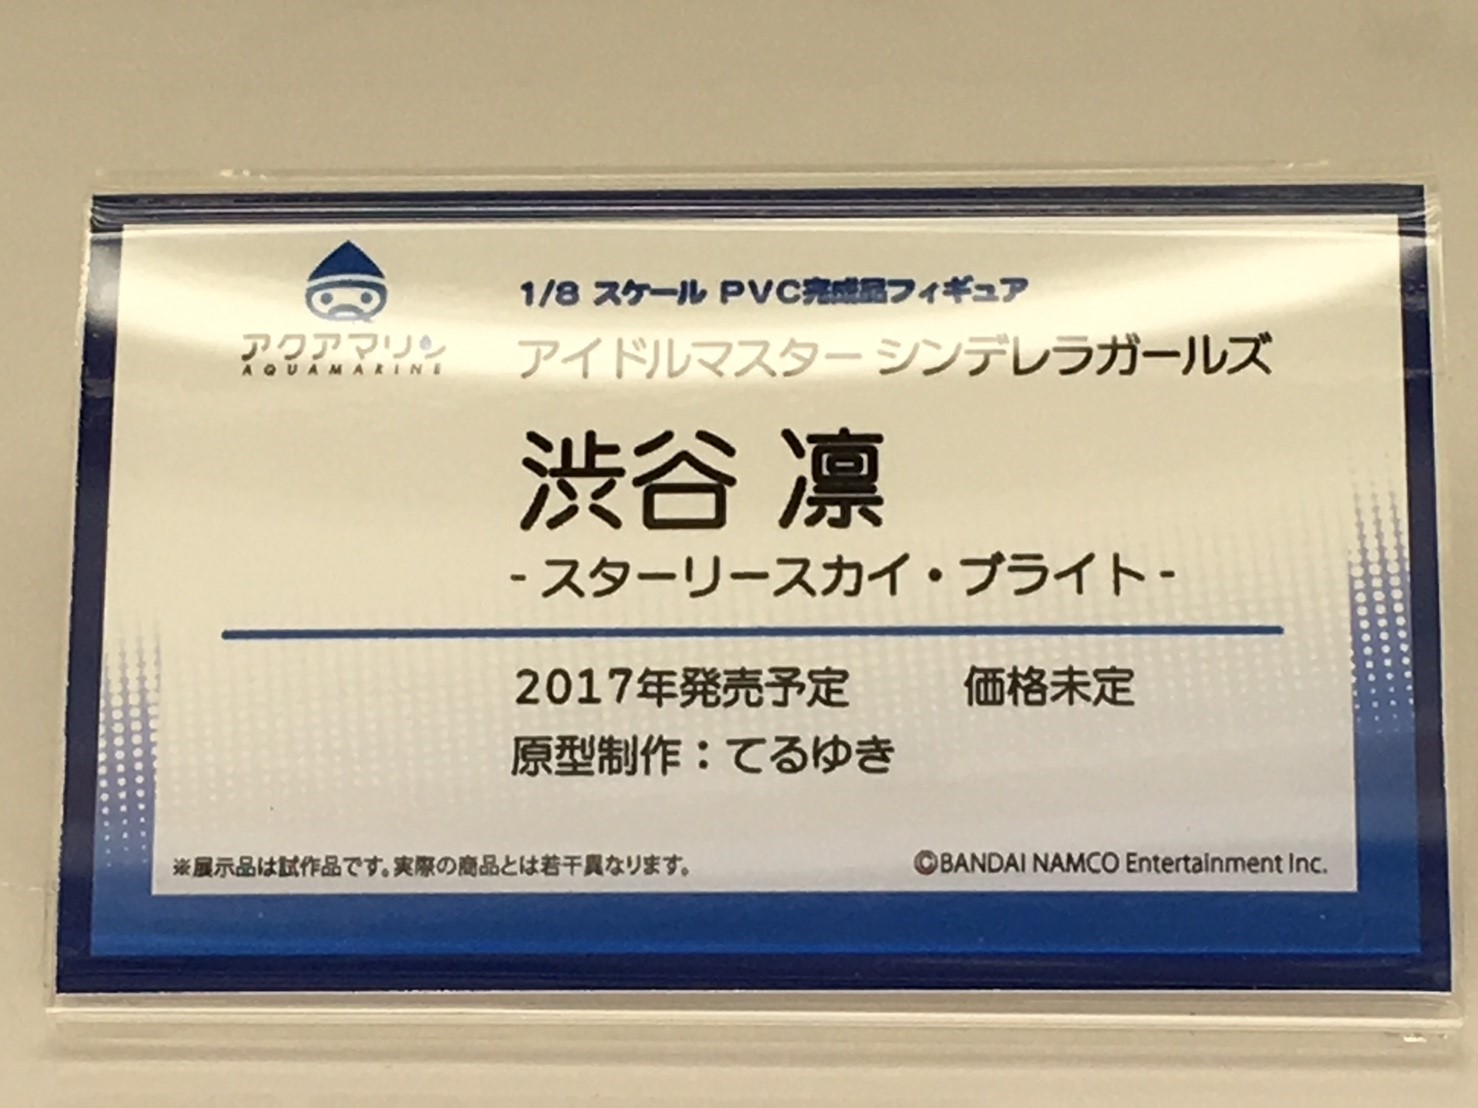 アクアマリン
AQUAMARINE
1/8 スケール PVC完成品フィギュア
アイドルマスター シンデレラガールズ
渋谷 凛
- スターリースカイ・ブライト -
2017年発売予定 価格未定
原型制作：てるゆき
※展示品は試作品です。実際の商品とは若干異なります。
©BANDAI NAMCO Entertainment Inc.